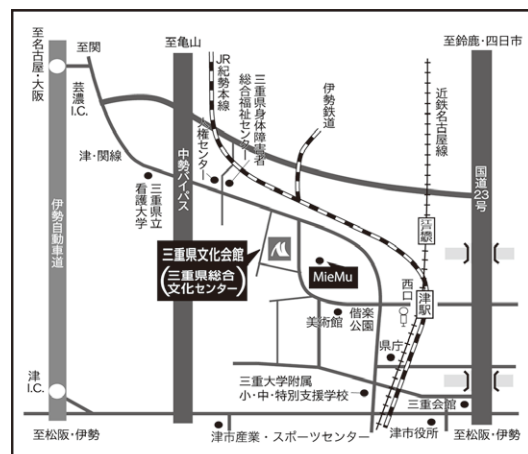 至名古屋・大阪
至関
至亀山
至鈴鹿・四日市
芸濃
I.C.
JR紀勢本線
三重県身体障害者
総合福祉センター
人権センター
伊勢鉄道
近鉄名古屋線
津・関線
中勢バイパス
国道23号
三重県立
看護大学
伊勢自動車道
江戸橋
三重県文化会館
(三重県総合
文化センター)
MieMu
西口
津駅
美術館
偕楽
公園
県庁
津
I.C.
三重大学附属
小・中・特別支援学校
三重会館
至松阪・伊勢
津市産業・スポーツセンター
津市役所
至松阪・伊勢